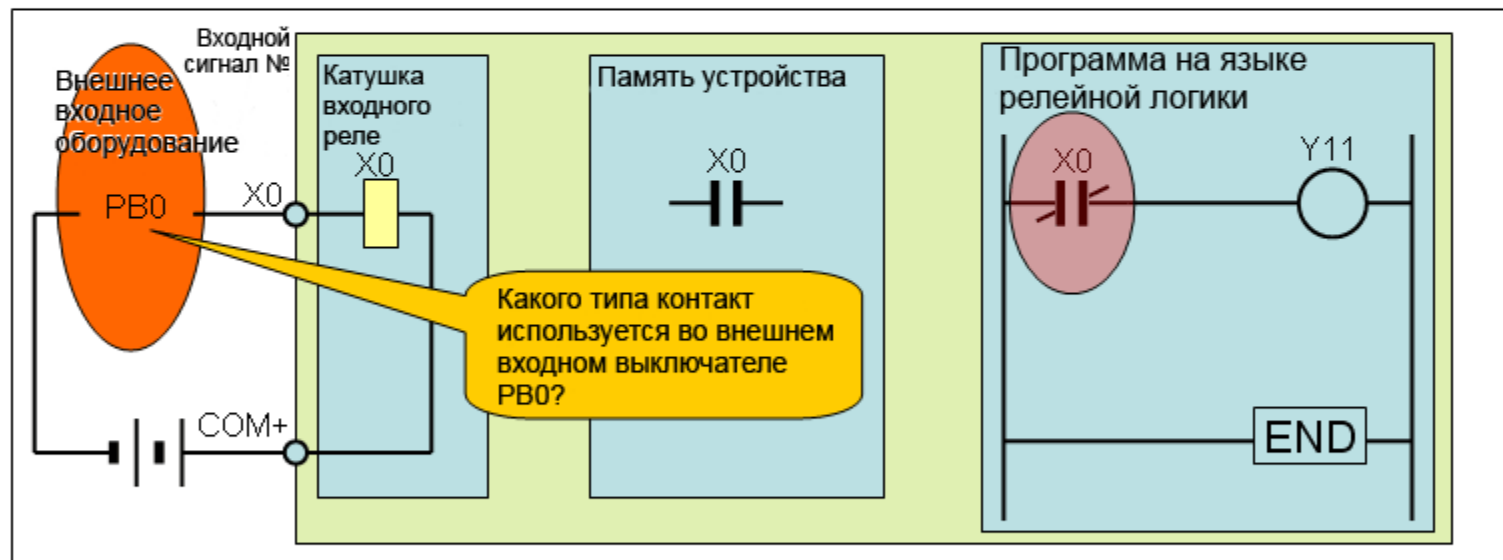 Входной
сигнал №
Внешнее
входное
оборудование
PB0
X0
COM+
Катушка
входного
реле
X0
Память устройства
X0
Какого типа контакт
используется во внешнем
входном выключателе
PB0?
Программа на языке
релейной логики
X0
Y11
END